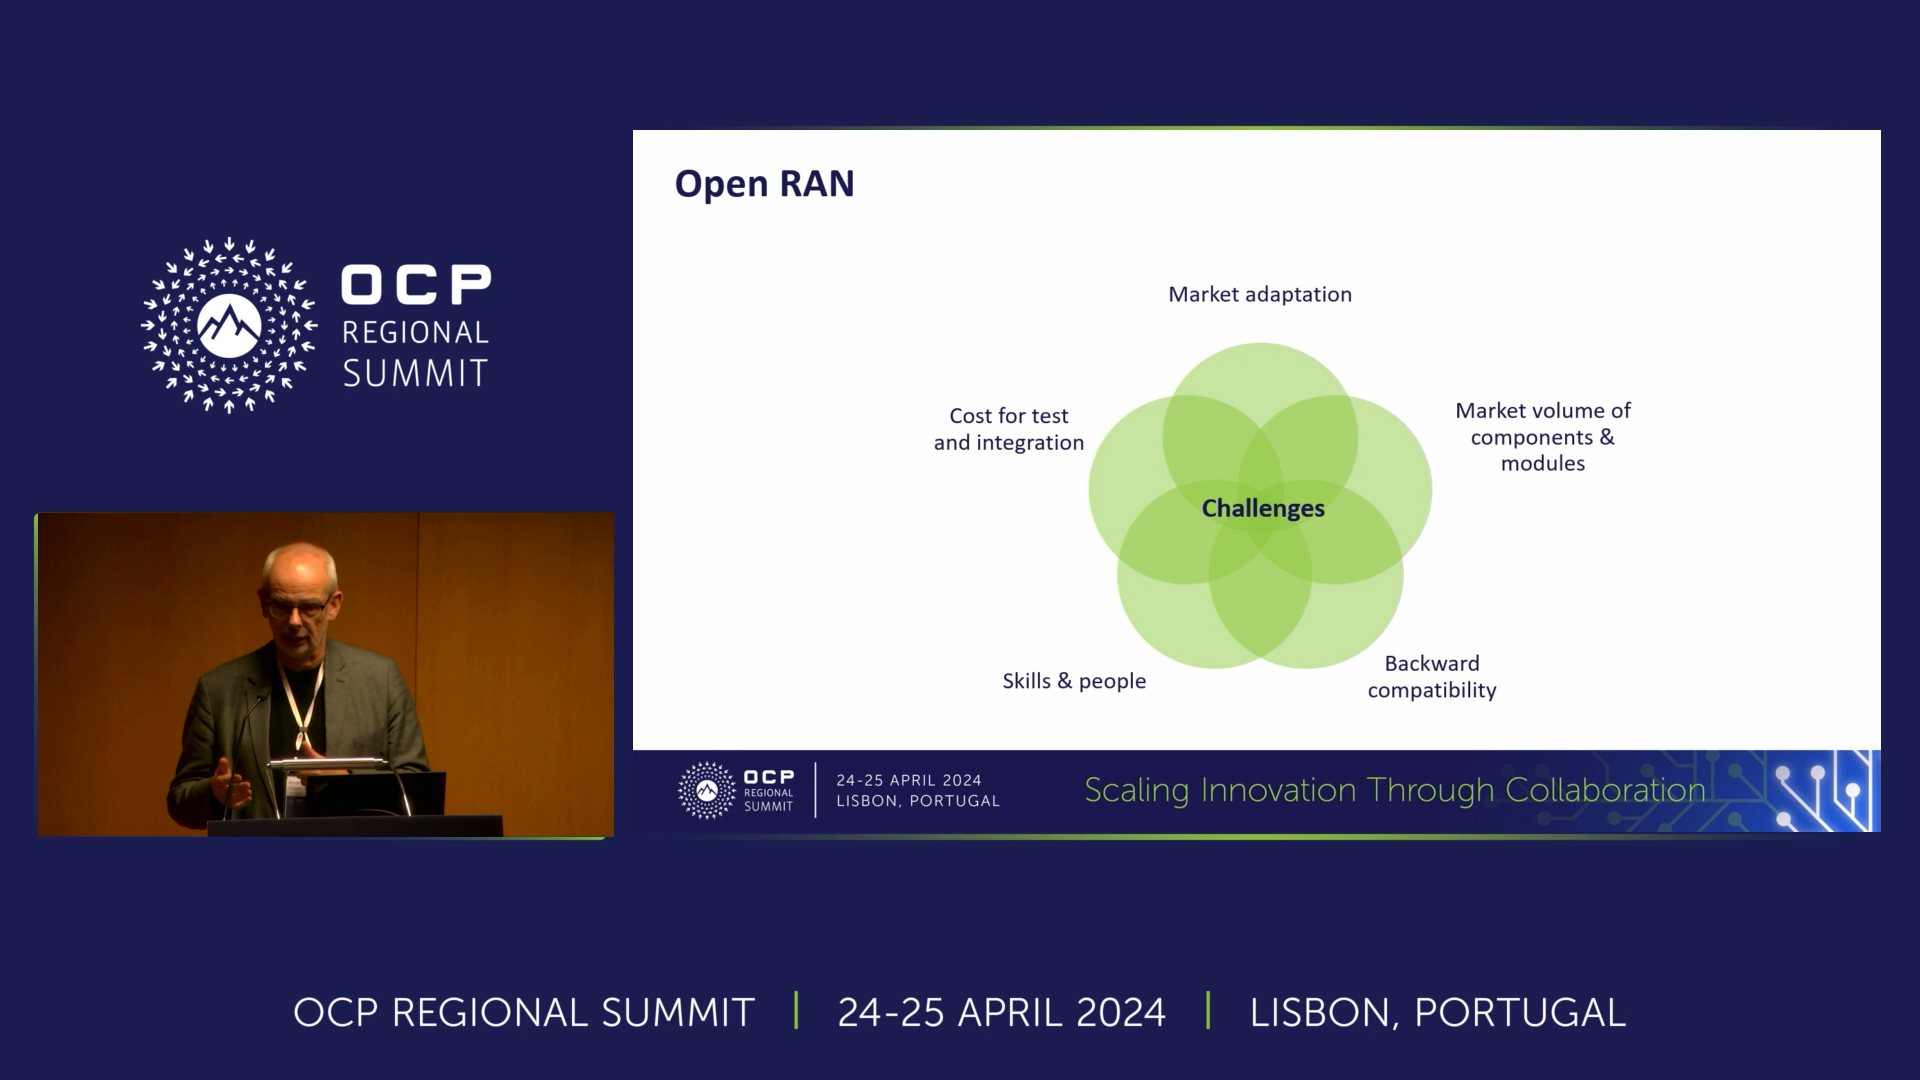 OCP
REGIONAL
SUMMIT
Open RAN
Market adaptation
Cost for test
and integration
Market volume of
components &
modules
Challenges
Skills & people
Backward
compatibility
OCP
REGIONAL
SUMMIT
24-25 APRIL 2024
LISBON, PORTUGAL
Scaling Innovation Through Collaboration
OCP REGIONAL SUMMIT | 24-25 APRIL 2024 | LISBON, PORTUGAL